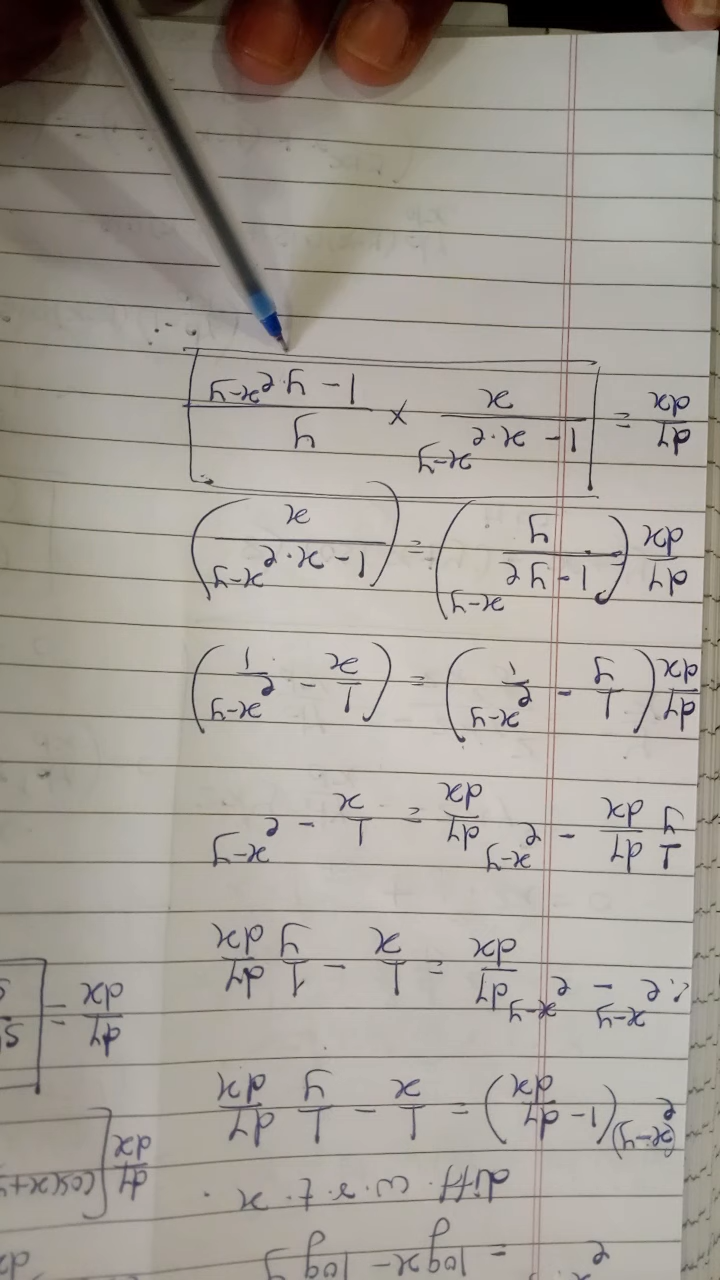 e^x-y = log x - log y
diff. w.r.t. x.
e^(x-y) (1 - dy/dx) = 1/x - 1/y dy/dx
∴ e^x-y - e^x-y dy/dx = 1/x - 1/y dy/dx
1/y dy/dx - e^x-y dy/dx = 1/x - e^x-y
dy/dx (1/y - e^x-y/1) = (1/x - e^x-y/1)
dy/dx (1-y e^x-y/y) = (1-x·e^x-y/x)
dy/dx = 1-x·e^x-y/x × y/1-y·e^x-y
dy/dx [cos(x+y
dy/dx =